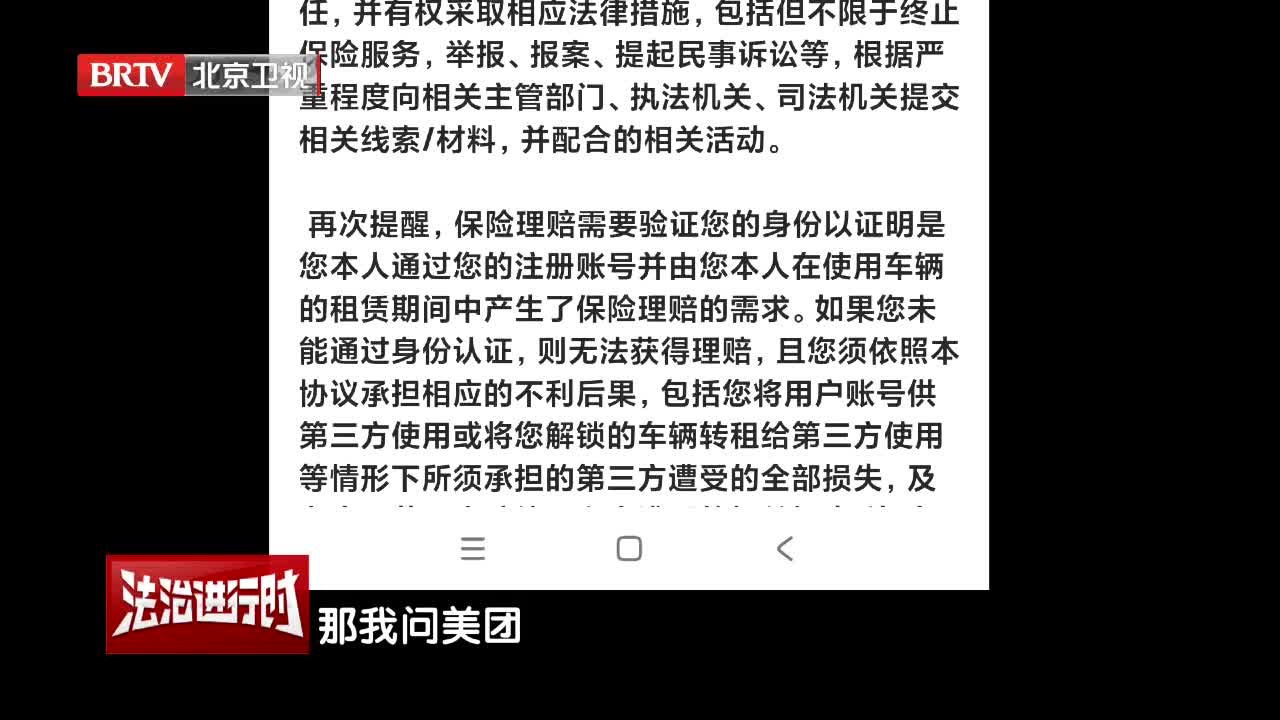 任，并有权采取相应法律措施，包括但不限于终止
BRTV 北京卫视
保险服务，举报、报案、提起民事诉讼等，根据严
重程度向相关主管部门、执法机关、司法机关提交
相关线索/材料，并配合的相关活动。
再次提醒，保险理赔需要验证您的身份以证明是
您本人通过您的注册账号并由您本人在使用车辆
的租赁期间中产生了保险理赔的需求。如果您未
能通过身份认证，则无法获得理赔，且您须依照本
协议承担相应的不利后果，包括您将用户账号供
第三方使用或将您解锁的车辆转租给第三方使用
等情形下所须承担的第三方遭受的全部损失，及
法治进行时
那我问美团